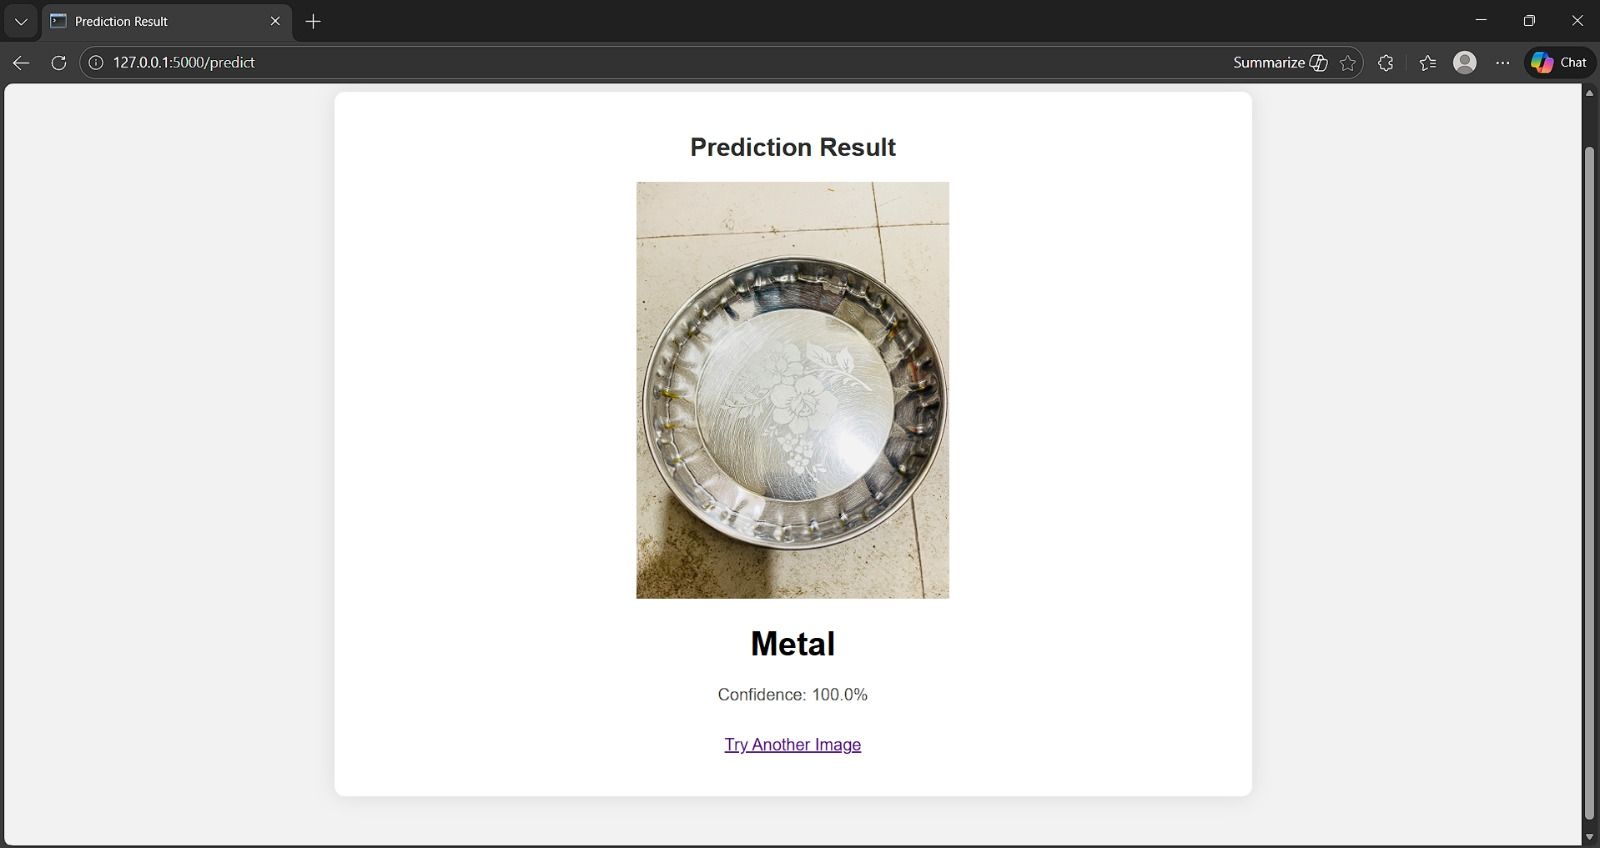 Prediction Result
127.0.0.1:5000/predict
Summarize
Chat
Prediction Result
Metal
Confidence: 100.0%
Try Another Image